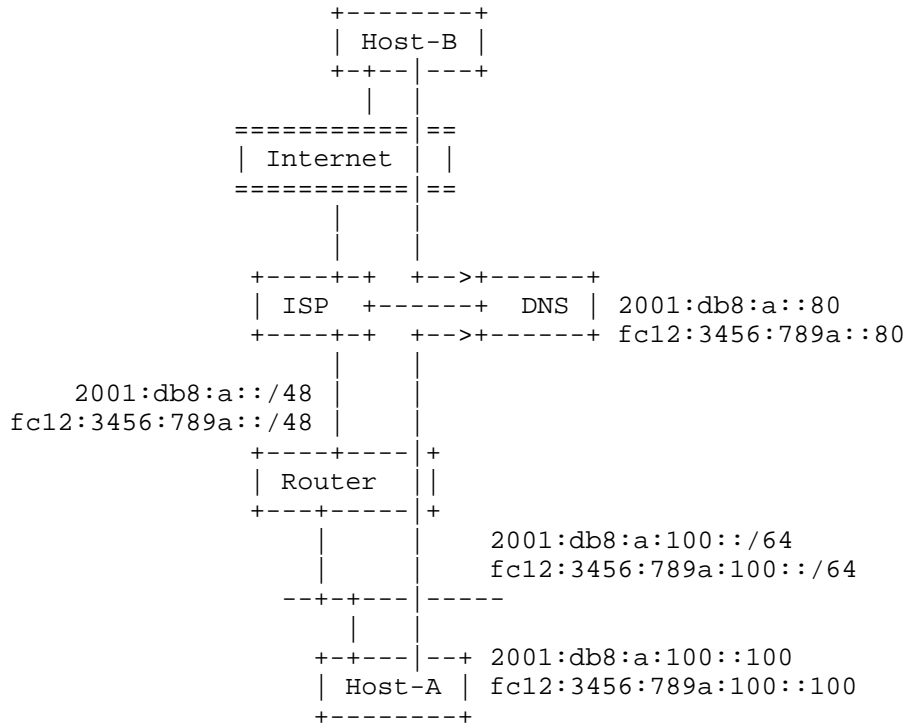 Host-B
Internet
ISP DNS 2001:db8:a::80
fc12:3456:789a::80
2001:db8:a::/48
fc12:3456:789a::/48
Router
2001:db8:a:100::/64
fc12:3456:789a:100::/64
2001:db8:a:100::100
Host-A fc12:3456:789a:100::100